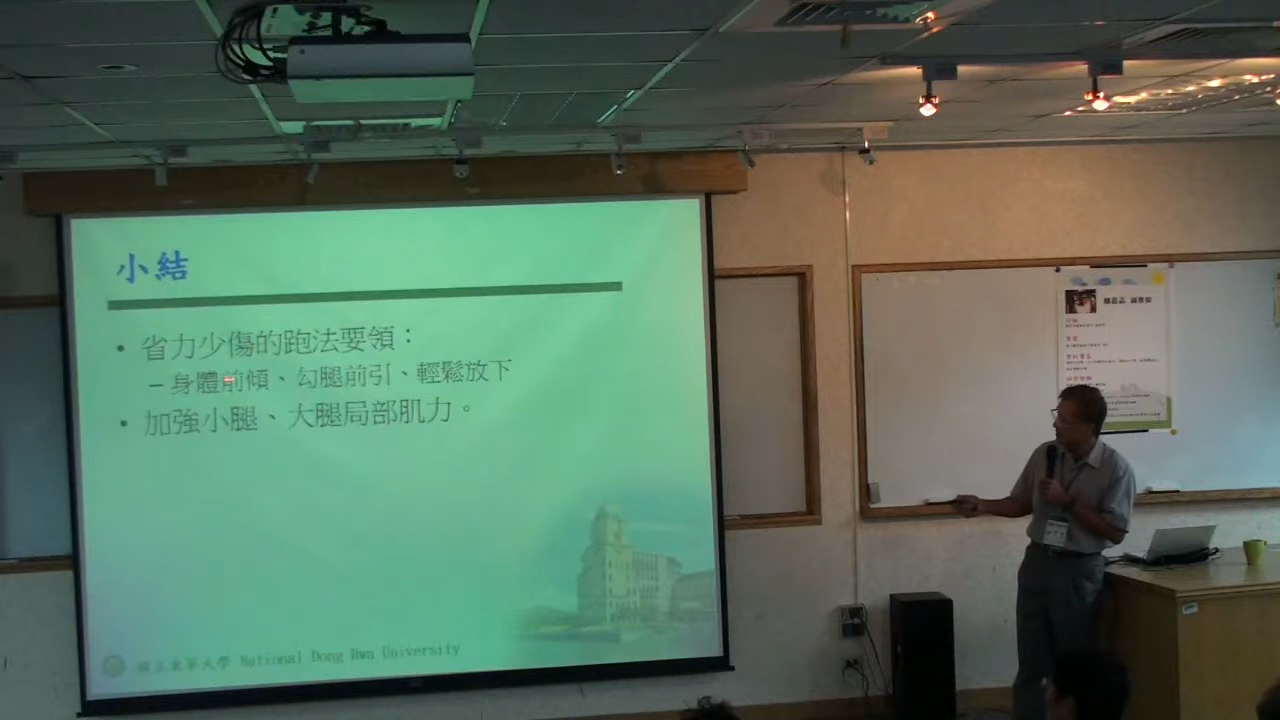 小結
• 省力少傷的跑法要領：
－身體前傾、勾腿前引、輕鬆放下
• 加強小腿、大腿局部肌力。
國立東華大學 National Dong Hwa University